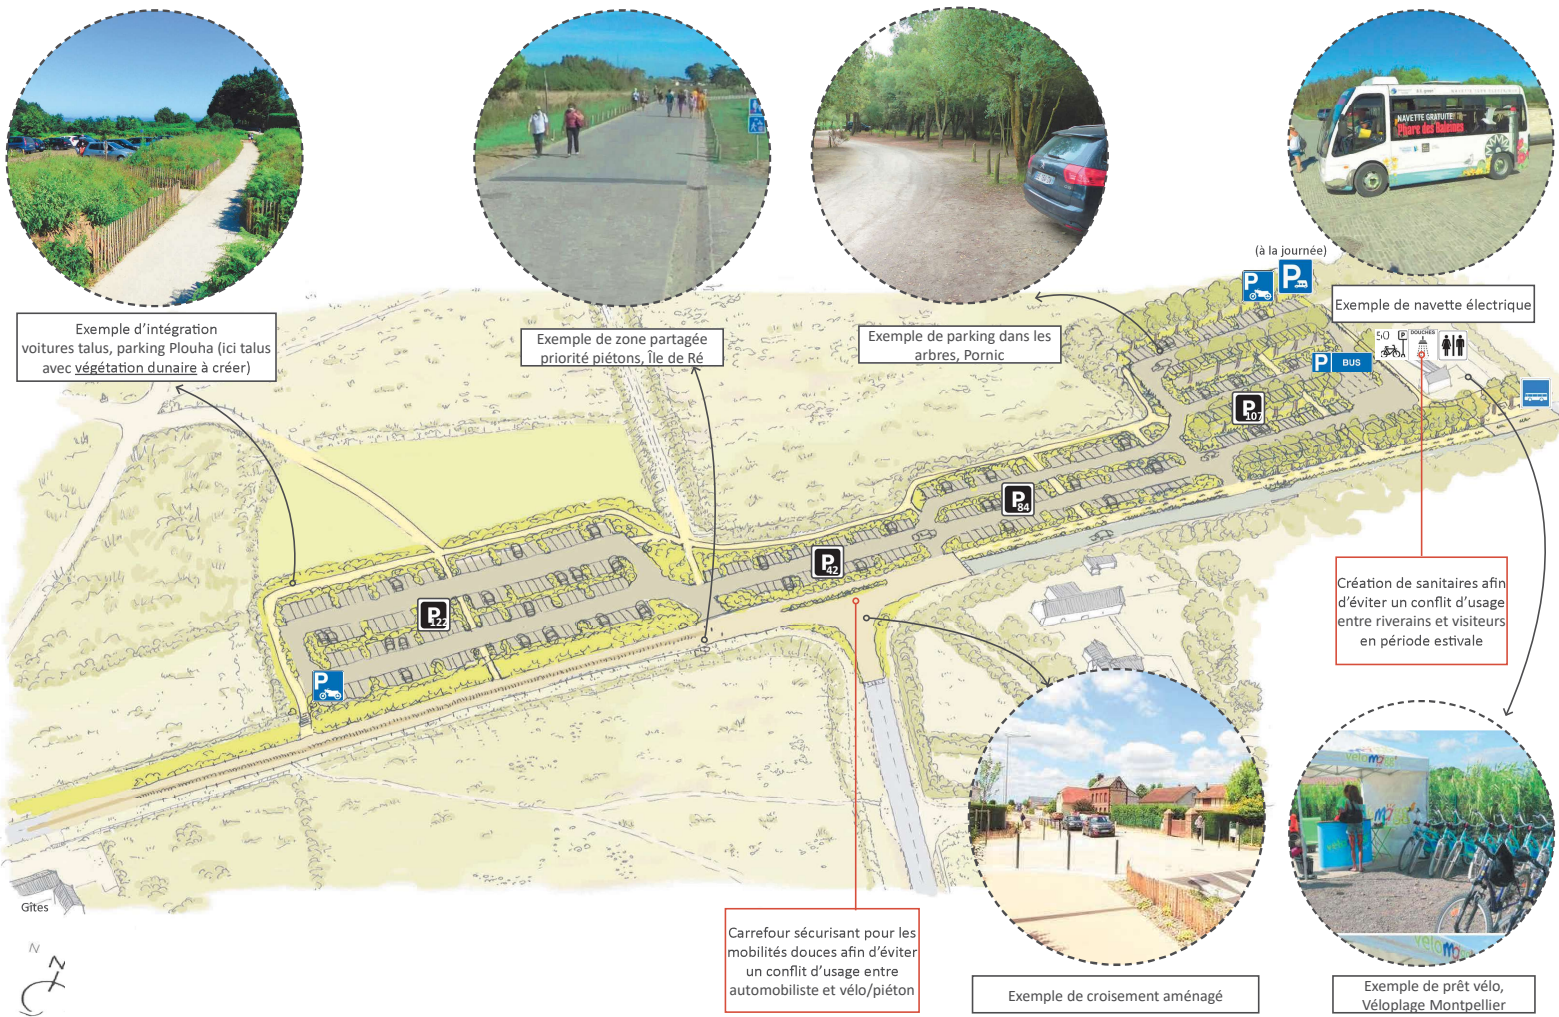 NAVETTE GRATUITE
Phare des Baleines
(à la journée)
P
P
Exemple d'intégration
voitures talus, parking Plouha (ici talus
avec végétation dunaire à créer)
Exemple de zone partagée
priorité piétons, Île de Ré
Exemple de parking dans les
arbres, Pornic
Exemple de navette électrique
50
P
DOUCHES
P BUS
P
107
P
84
P
42
P
122
P
Création de sanitaires afin
d'éviter un conflit d'usage
entre riverains et visiteurs
en période estivale
velomagg
Gîtes
N
N
Carrefour sécurisant pour les
mobilités douces afin d'éviter
un conflit d'usage entre
automobiliste et vélo/piéton
Exemple de croisement aménagé
Exemple de prêt vélo,
Véloplage Montpellier